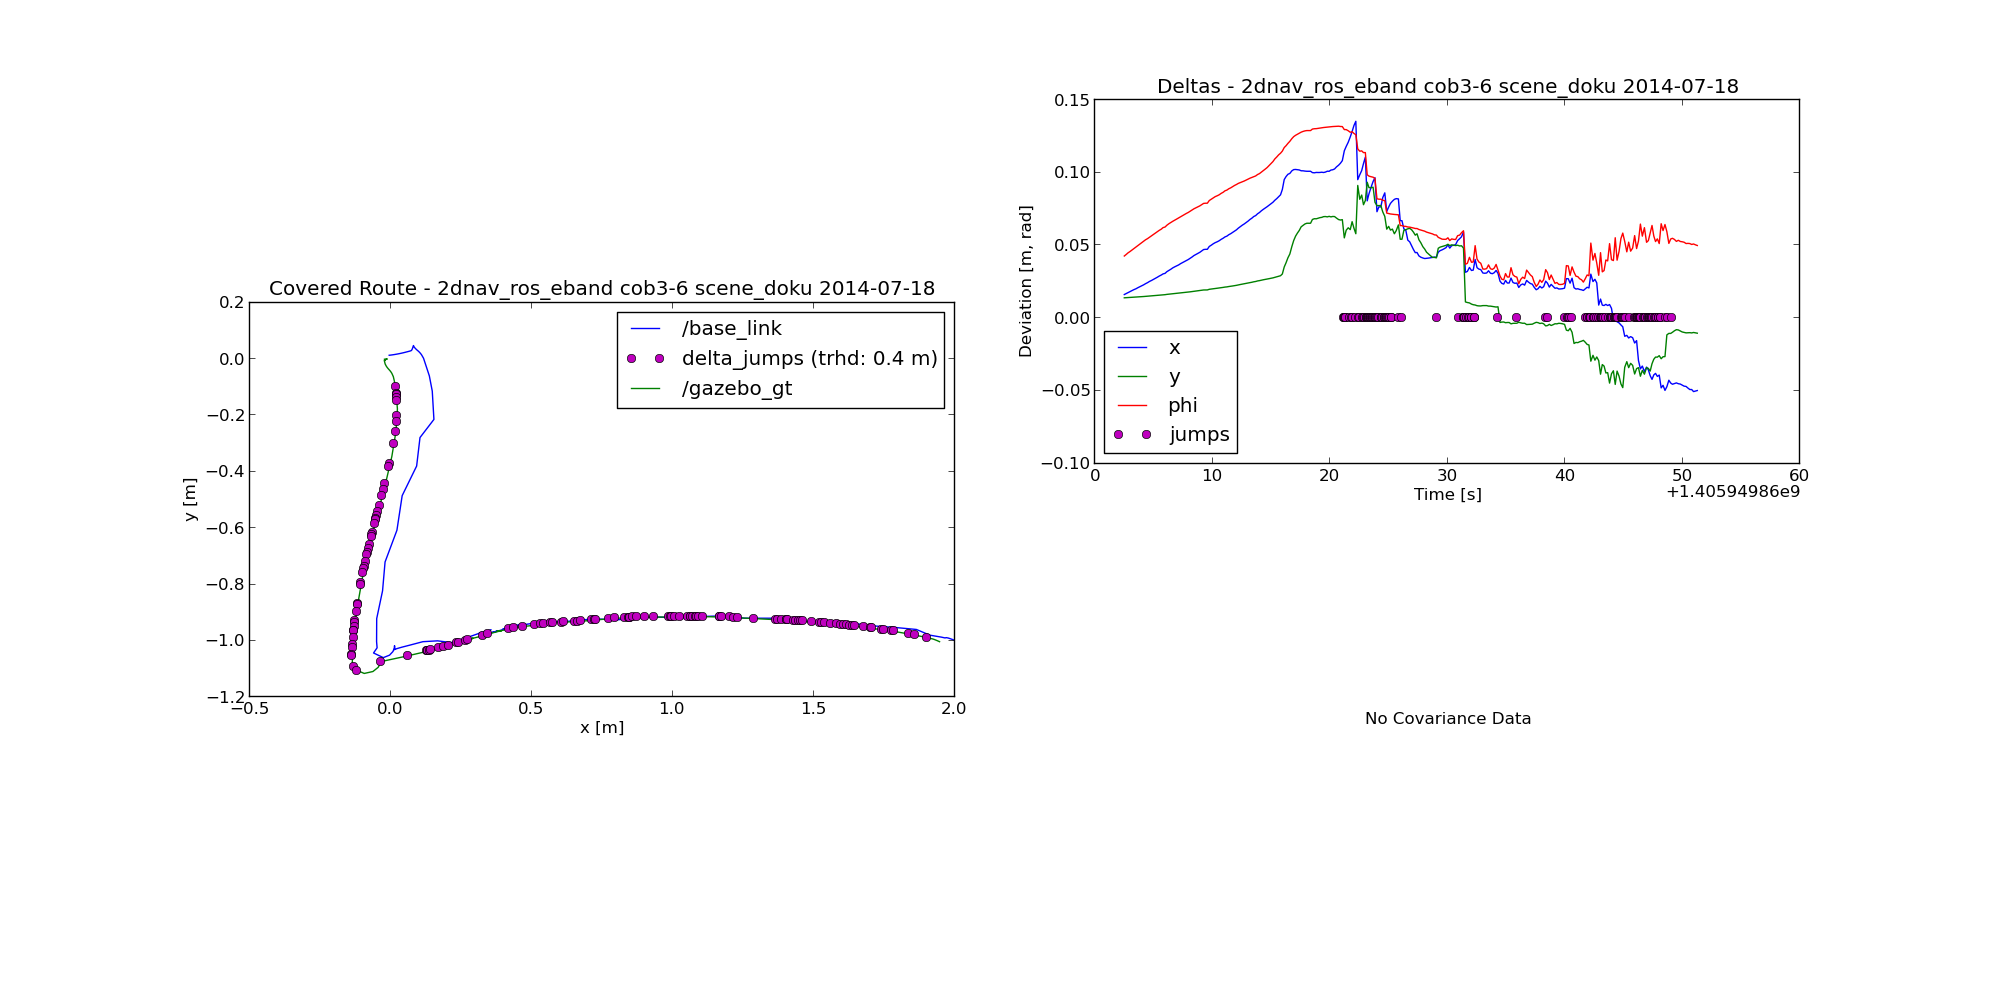 Covered Route - 2dnav_ros_eband cob3-6 scene_doku 2014-07-18
0.2
0.0
−0.2
−0.4
−0.6
−0.8
−1.0
−1.2
y [m]
/base_link
delta_jumps (trhd: 0.4 m)
/gazebo_gt
−0.5
0.0
0.5
1.0
1.5
2.0
x [m]
Deltas - 2dnav_ros_eband cob3-6 scene_doku 2014-07-18
0.15
0.10
0.05
0.00
−0.05
−0.10
Deviation [m, rad]
x
y
phi
jumps
0
10
20
30
40
50
60
Time [s]
+1.40594986e9
No Covariance Data